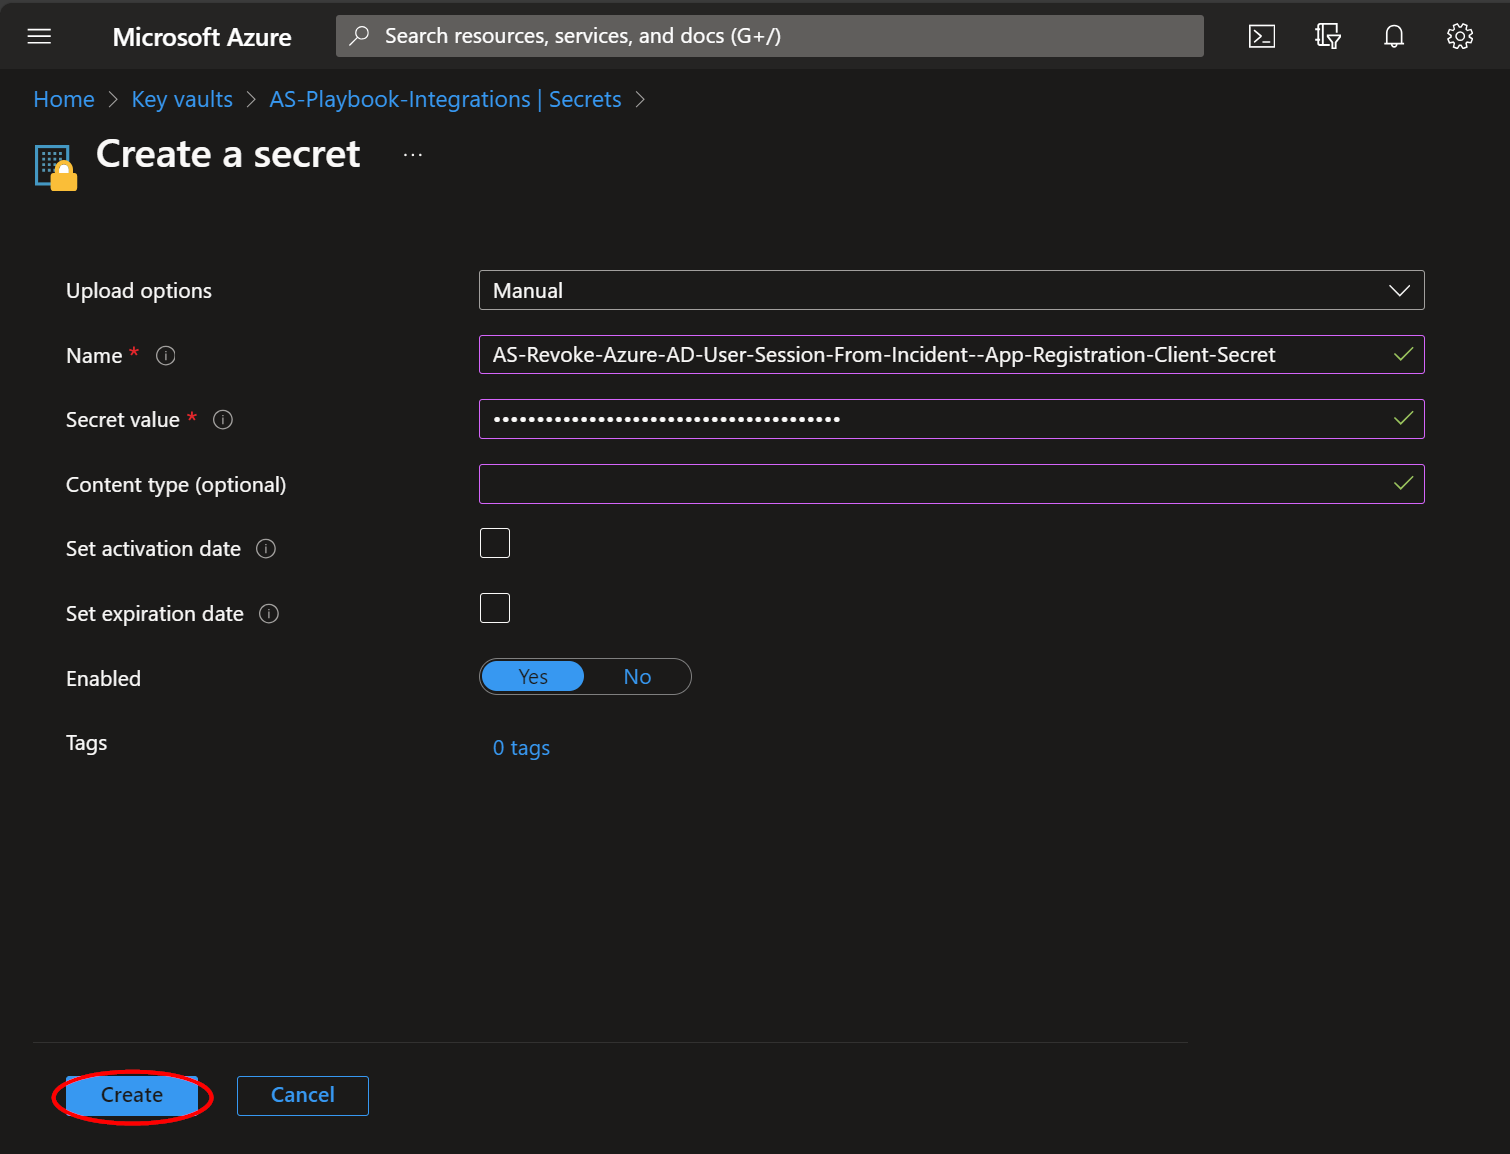 Microsoft Azure
Search resources, services, and docs (G+/)
Home > Key vaults > AS-Playbook-Integrations | Secrets >
Create a secret ...
Upload options
Manual
Name *
AS-Revoke-Azure-AD-User-Session-From-Incident--App-Registration-Client-Secret
Secret value *
••••••••••••••••••••••••••••••••••••••••
Content type (optional)
Set activation date
Set expiration date
Enabled
Yes No
Tags
0 tags
Create Cancel